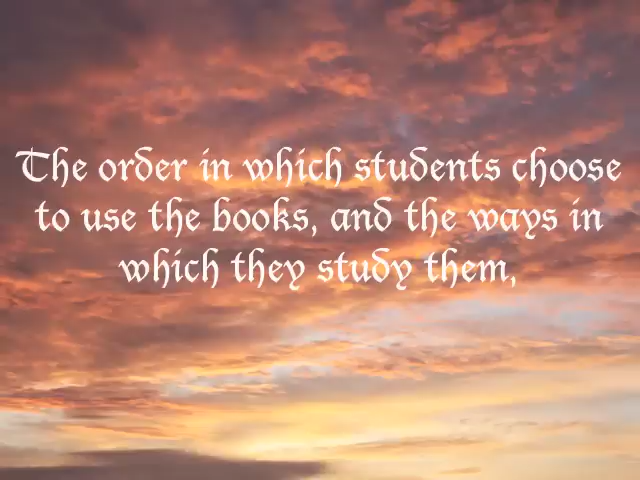 The order in which students choose
to use the books, and the ways in
which they study them,